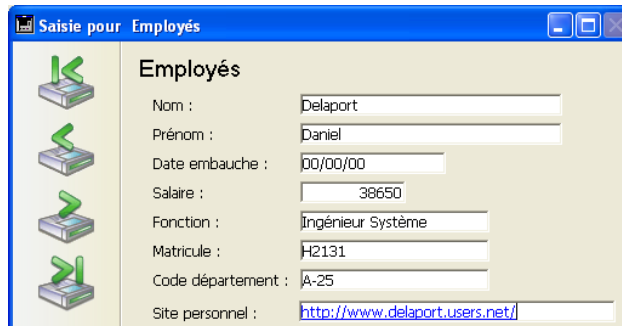 Saisie pour Employés
Employés
Nom : Delaport
Prénom : Daniel
Date embauche : 00/00/00
Salaire : 38650
Fonction : Ingénieur Système
Matricule : H2131
Code département : A-25
Site personnel : http://www.delaport.users.net/